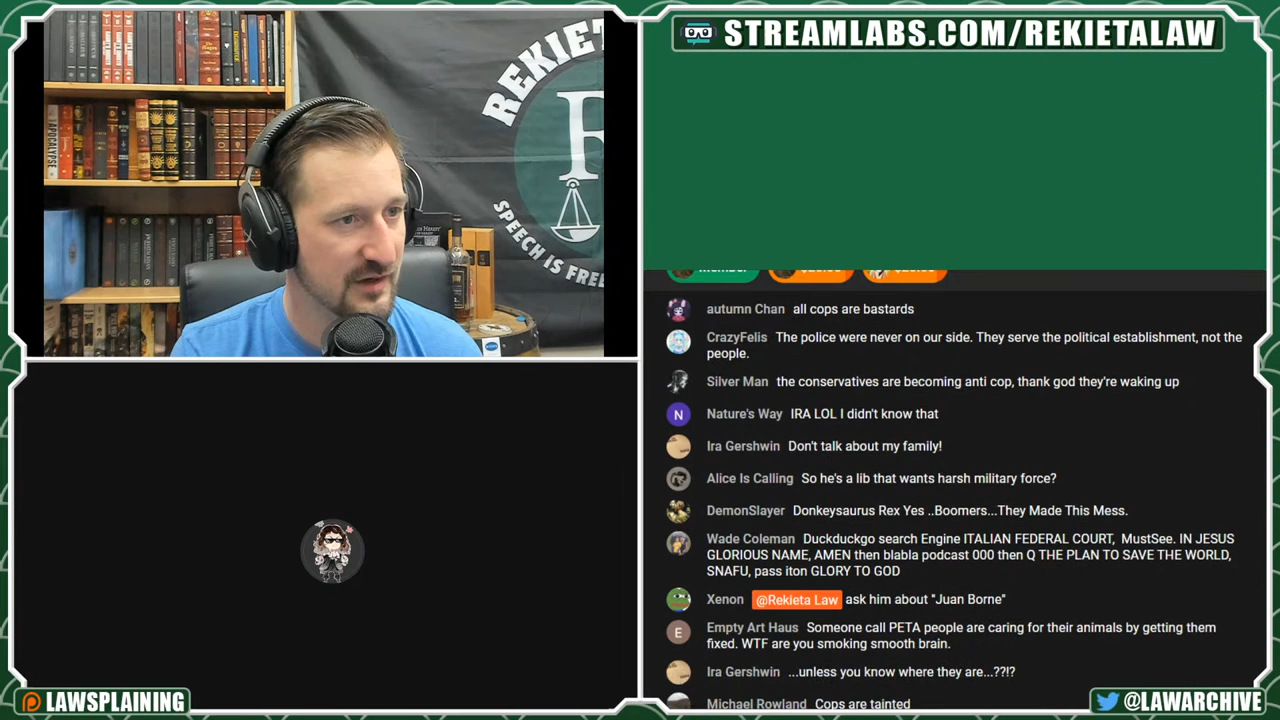 STREAMLABS.COM/REKIETALAW
REKIET
R
SPEECH IS FREE
APOCALYPSE
autumn Chan all cops are bastards
CrazyFelis The police were never on our side. They serve the political establishment, not the
people.
Silver Man the conservatives are becoming anti cop, thank god they're waking up
N Nature's Way IRA LOL I didn't know that
Ira Gershwin Don't talk about my family!
Alice Is Calling So he's a lib that wants harsh military force?
DemonSlayer Donkeysaurus Rex Yes ..Boomers...They Made This Mess.
Wade Coleman Duckduckgo search Engine ITALIAN FEDERAL COURT, MustSee. IN JESUS
GLORIOUS NAME, AMEN then blabla podcast 000 then Q THE PLAN TO SAVE THE WORLD,
SNAFU, pass iton GLORY TO GOD
Xenon @Rekieta Law ask him about "Juan Borne"
E Empty Art Haus Someone call PETA people are caring for their animals by getting them
fixed. WTF are you smoking smooth brain.
Ira Gershwin ...unless you know where they are...??!?
Michael Rowland Cops are tainted
LAWSPLAINING
@LAWARCHIVE